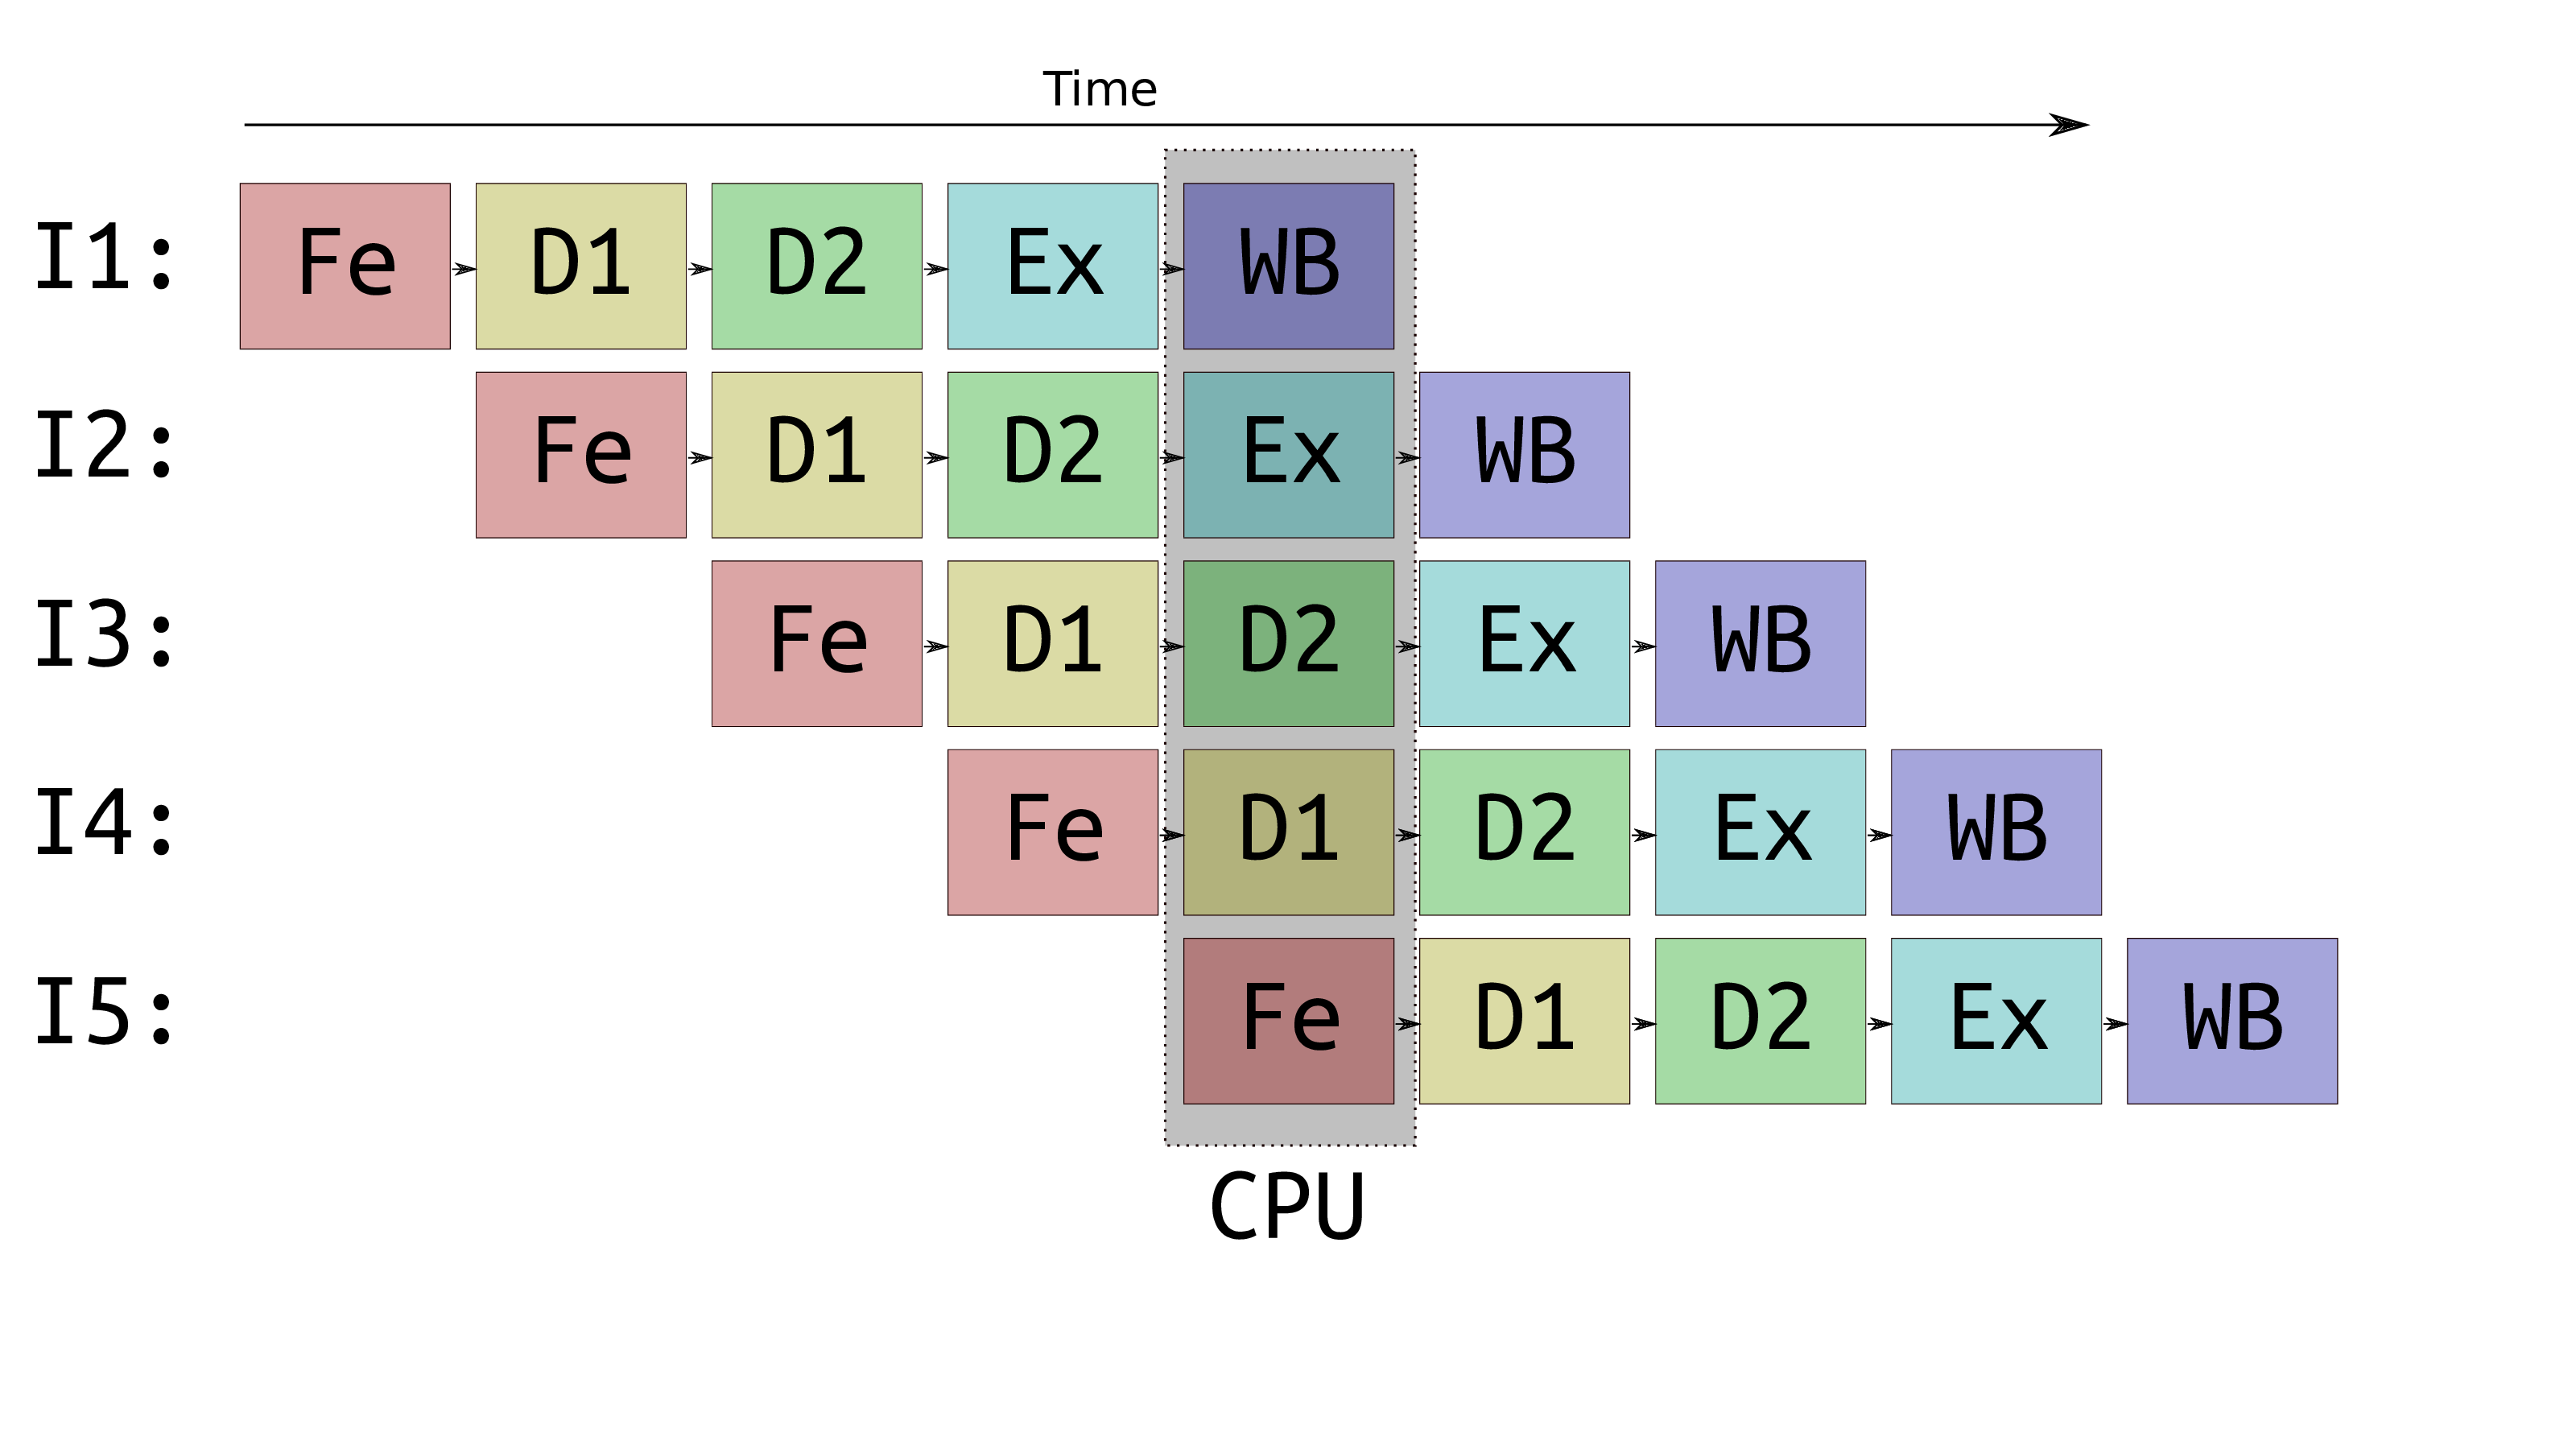 Time
I1: Fe D1 D2 Ex WB
I2: Fe D1 D2 Ex WB
I3: Fe D1 D2 Ex WB
I4: Fe D1 D2 Ex WB
I5: Fe D1 D2 Ex WB
CPU